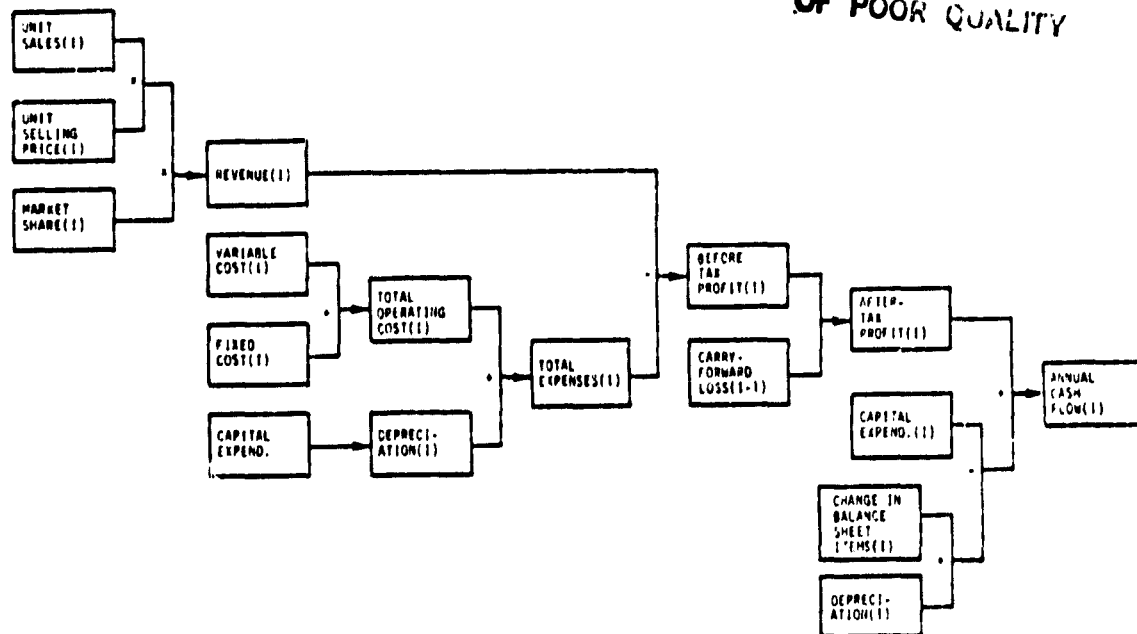 OF POOR QUALITY
UNIT
SALES(I)
UNIT
SELLING
PRICE(I)
MARKET
SHARE(I)
REVENUE(I)
VARIABLE
COST(I)
FIXED
COST(I)
CAPITAL
EXPEND.
TOTAL
OPERATING
COST(I)
DEPRECI-
ATION(I)
TOTAL
EXPENSES(I)
BEFORE
TAX
PROFIT(I)
CARRY-
FORWARD
LOSS(I-1)
AFTER-
TAX
PROFIT(I)
CAPITAL
EXPEND.(I)
CHANGE IN
BALANCE
SHEET
ITEMS(I)
DEPRECI-
ATION(I)
ANNUAL
CASH
FLOW(I)